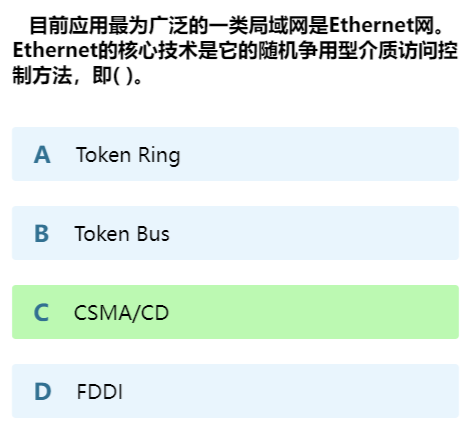 目前应用最为广泛的一类局域网是Ethernet网。
Ethernet的核心技术是它的随机争用型介质访问控
制方法，即( )。
A Token Ring
B Token Bus
C CSMA/CD
D FDDI